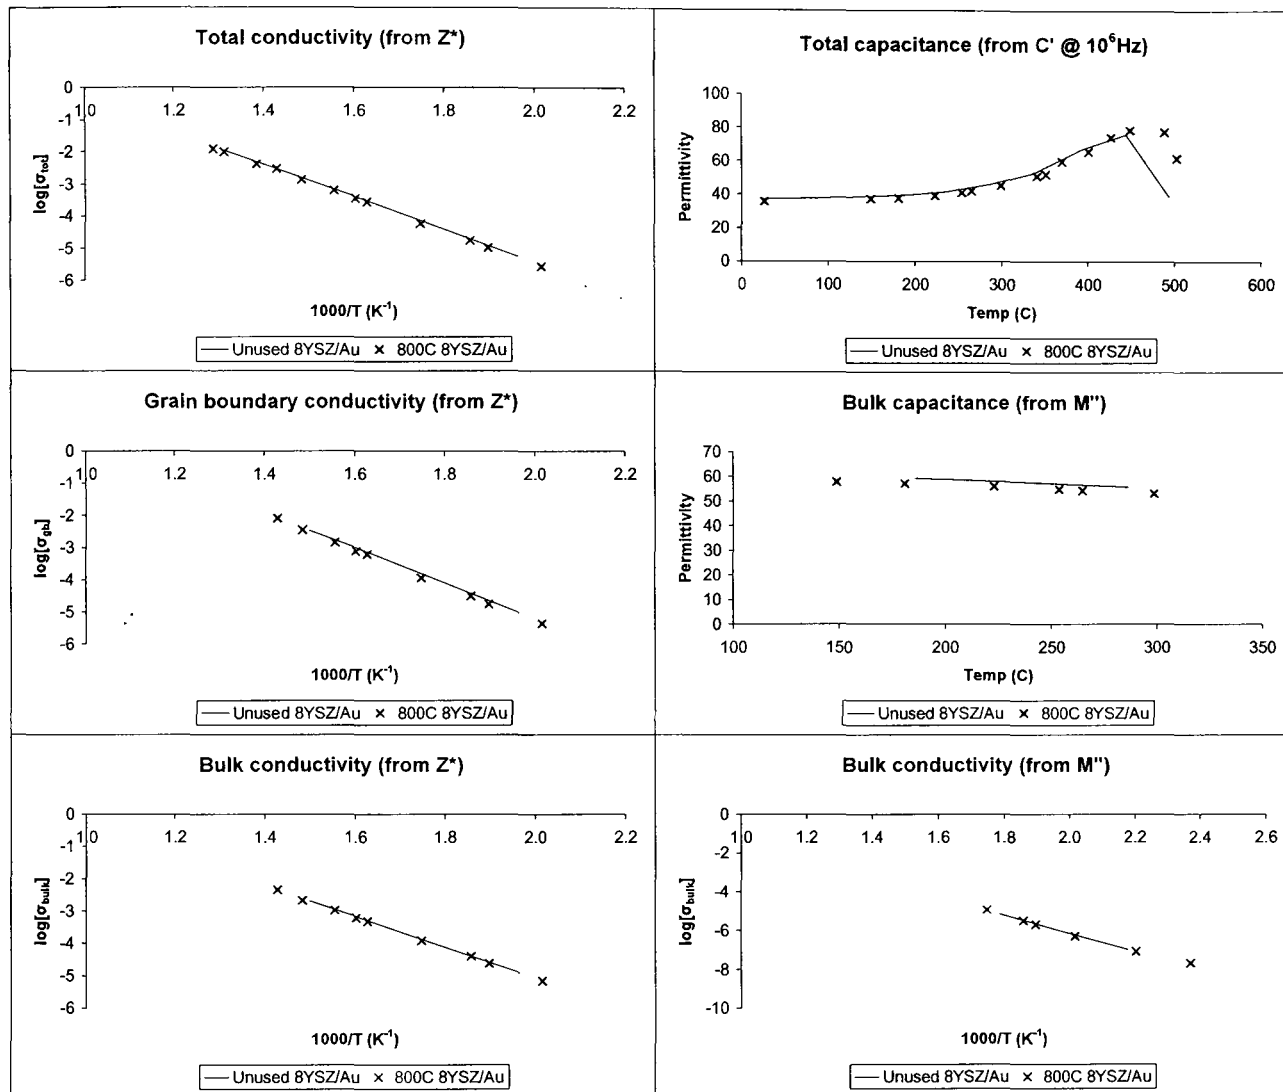 Total conductivity (from Z*)
0
1.0 1.2 1.4 1.6 1.8 2.0 2.2
-1
-2
-3
-4
-5
-6
log[σtot]
1000/T (K-1)
Unused 8YSZ/Au × 800C 8YSZ/Au
Total capacitance (from C' @ 10⁶Hz)
100
80
60
40
20
0
Permittivity
0 100 200 300 400 500 600
Temp (C)
Unused 8YSZ/Au × 800C 8YSZ/Au
Grain boundary conductivity (from Z*)
0
1.0 1.2 1.4 1.6 1.8 2.0 2.2
-1
-2
-3
-4
-5
-6
log[σgb]
1000/T (K-1)
Unused 8YSZ/Au × 800C 8YSZ/Au
Bulk capacitance (from M")
70
60
50
40
30
20
10
0
Permittivity
100 150 200 250 300 350
Temp (C)
Unused 8YSZ/Au × 800C 8YSZ/Au
Bulk conductivity (from Z*)
0
1.0 1.2 1.4 1.6 1.8 2.0 2.2
-1
-2
-3
-4
-5
-6
log[σbulk]
1000/T (K-1)
Unused 8YSZ/Au × 800C 8YSZ/Au
Bulk conductivity (from M")
0
1.0 1.2 1.4 1.6 1.8 2.0 2.2 2.4 2.6
-2
-4
-6
-8
-10
log[σbulk]
1000/T (K-1)
Unused 8YSZ/Au × 800C 8YSZ/Au